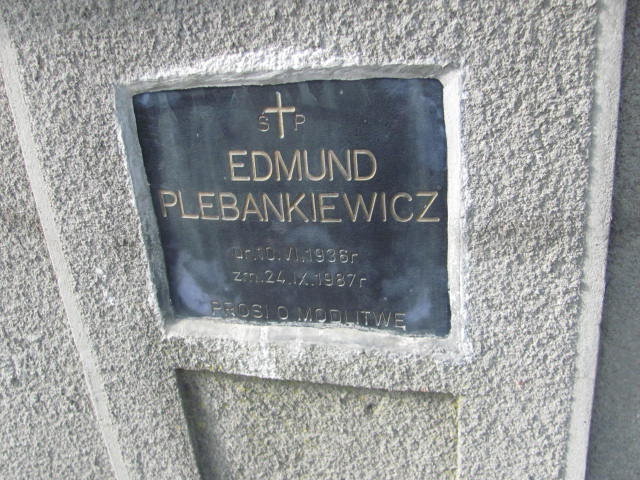 Ś P
EDMUND
PLEBANKIEWICZ
ur.10.VI.1936r
zm.24.IX.1987r
PROSI O MODLITWĘ